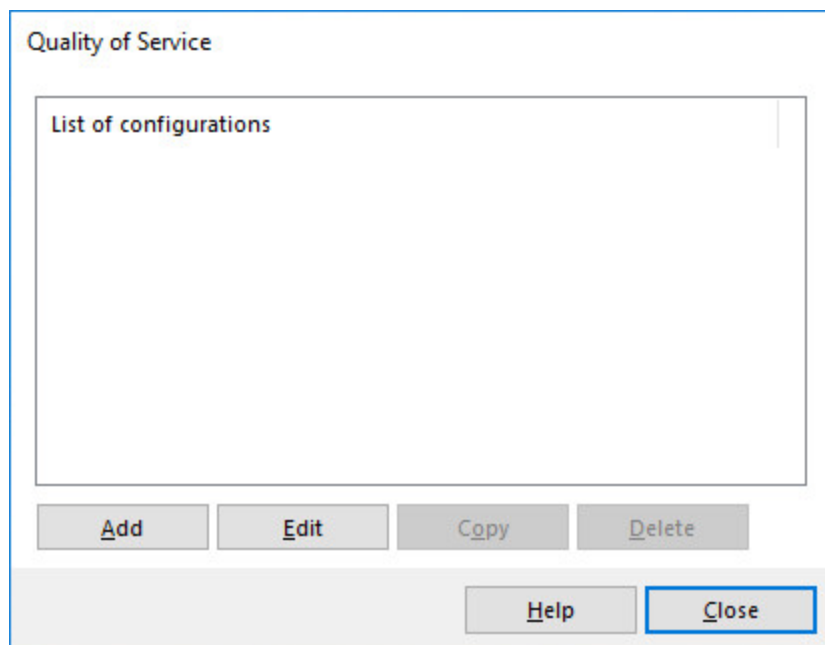 Quality of Service
List of configurations
Add Edit Copy Delete
Help Close